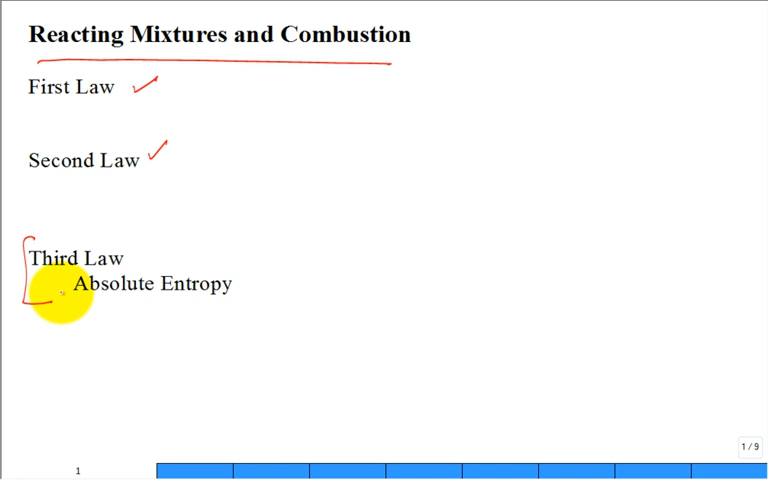 Reacting Mixtures and Combustion
First Law
Second Law
Third Law
Absolute Entropy
1 / 9
1